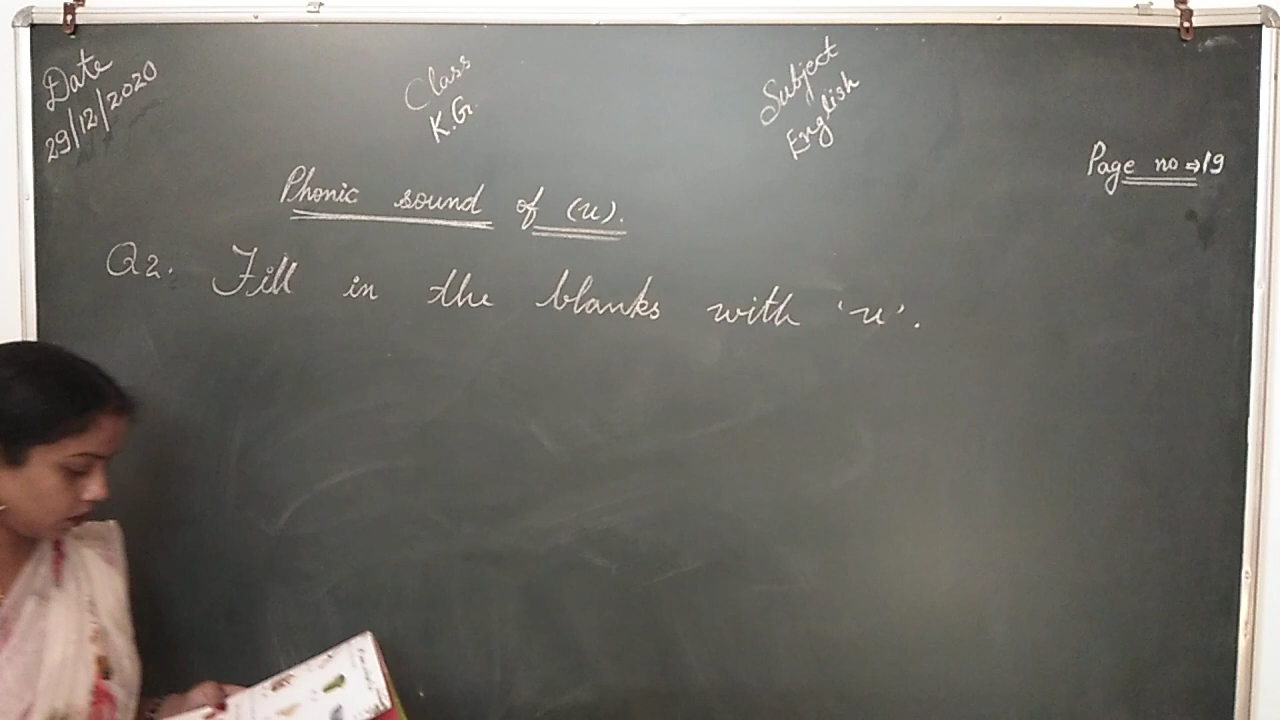 Date
29/12/2020
Class
K.G.
Subject
English
Page no ⇒ 19
Phonic sound of (u).
Q2. Fill in the blanks with 'u'.